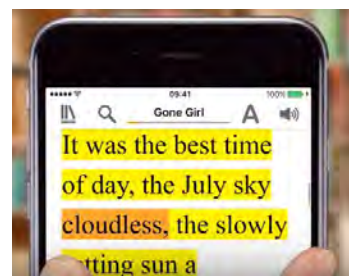 09:41
100%
Gone Girl
A
It was the best time
of day, the July sky
cloudless, the slowly
tting sun a